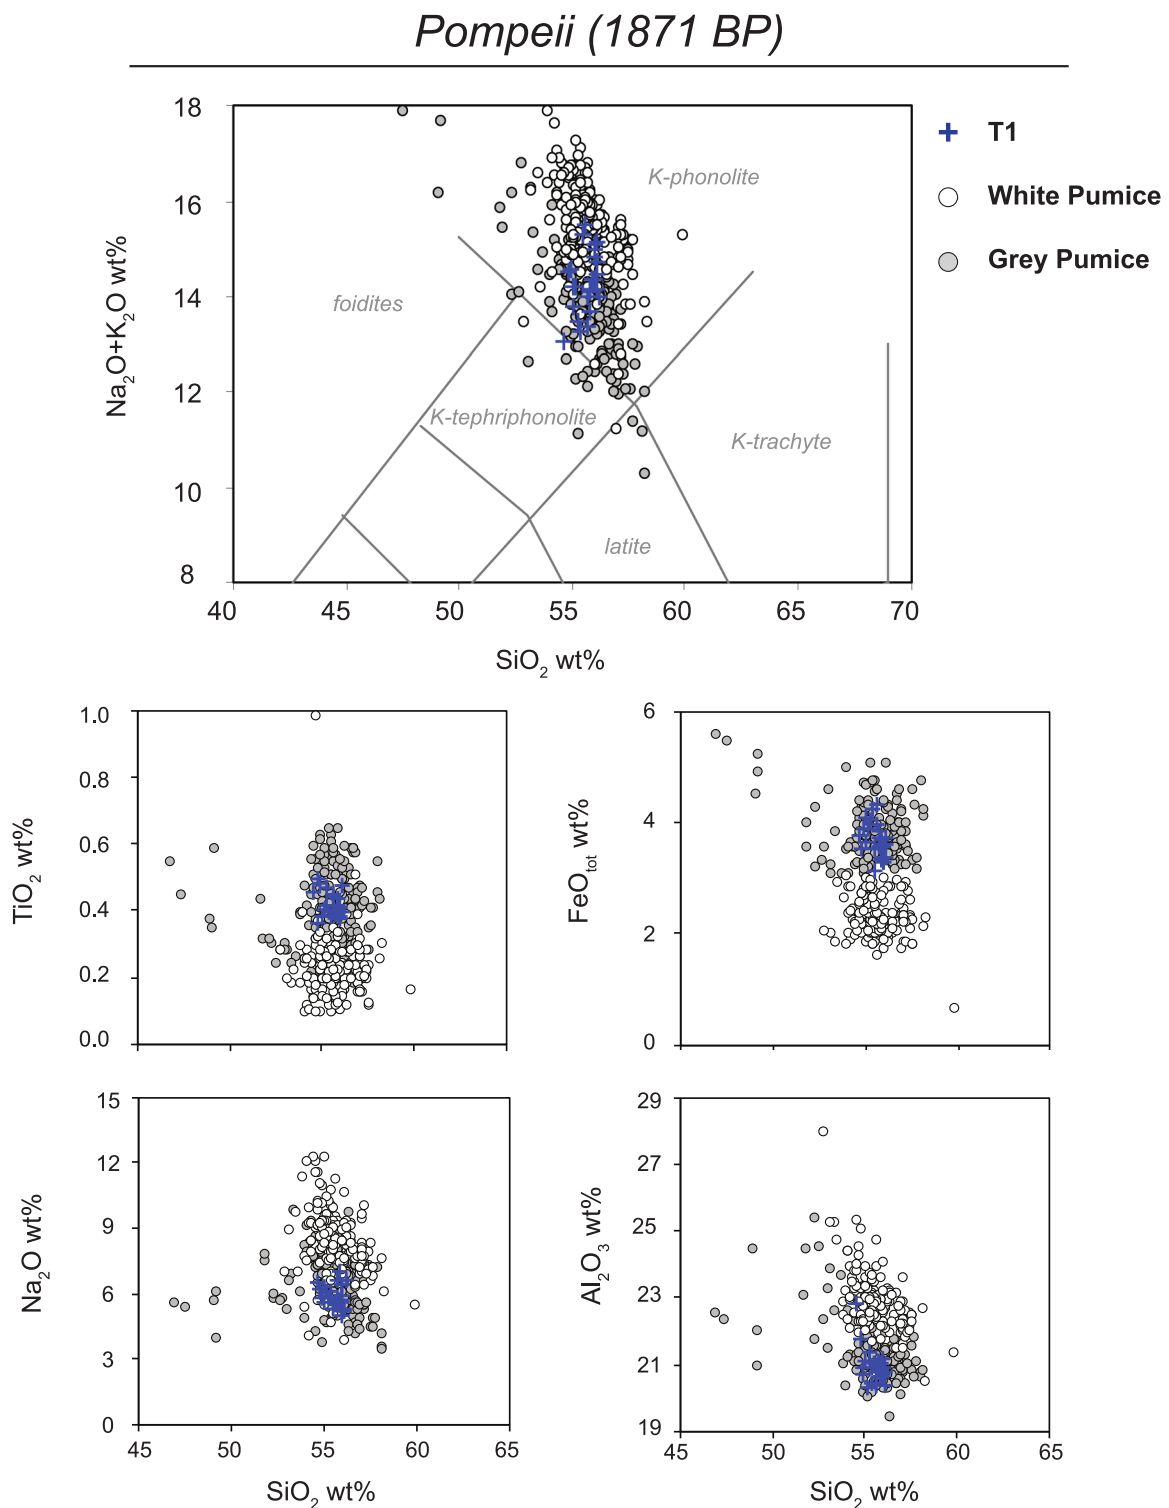 Pompeii (1871 BP)
18
16
14
12
10
8
Na2O+K2O wt%
K-phonolite
foidites
K-tephriphonolite
K-trachyte
latite
40 45 50 55 60 65 70
SiO2 wt%
T1
White Pumice
Grey Pumice
1.0
0.8
0.6
0.4
0.2
0.0
TiO2 wt%
6
4
2
0
FeOtot wt%
15
12
9
6
3
0
Na2O wt%
45 50 55 60 65
SiO2 wt%
29
27
25
23
21
19
Al2O3 wt%
45 50 55 60 65
SiO2 wt%